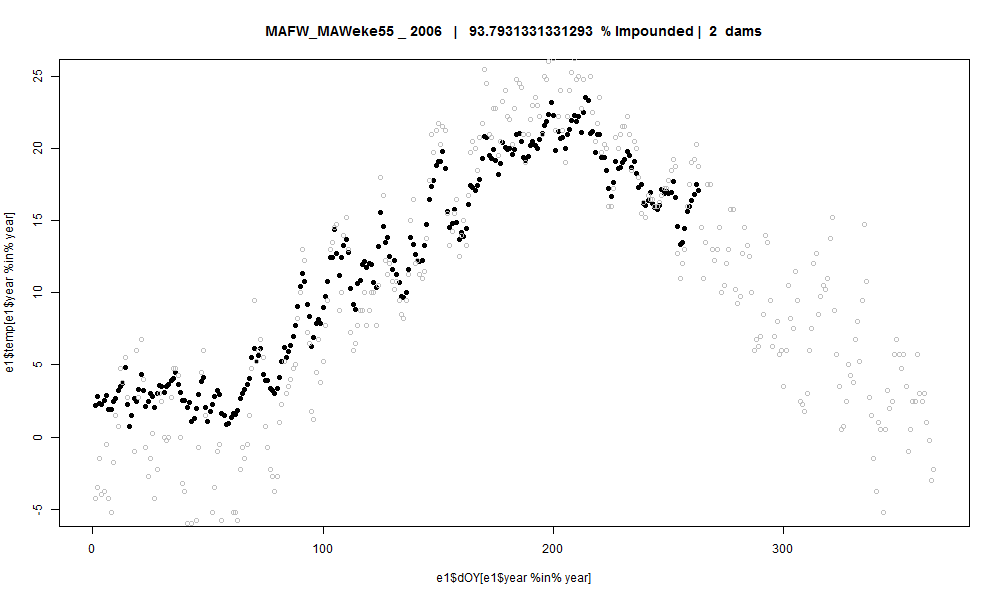 MAFW_MAWeke55 _ 2006 | 93.7931331331293 % Impounded | 2 dams
25
20
15
10
5
0
-5
e1$temp[e1$year %in% year]
0 100 200 300
e1$dOY[e1$year %in% year]